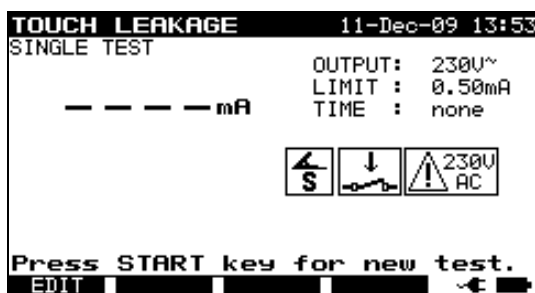 TOUCH LEAKAGE 11-Dec-09 13:53
SINGLE TEST
OUTPUT: 230V~
LIMIT : 0.50mA
– – – – mA TIME : none
S 230V AC
Press START key for new test.
EDIT